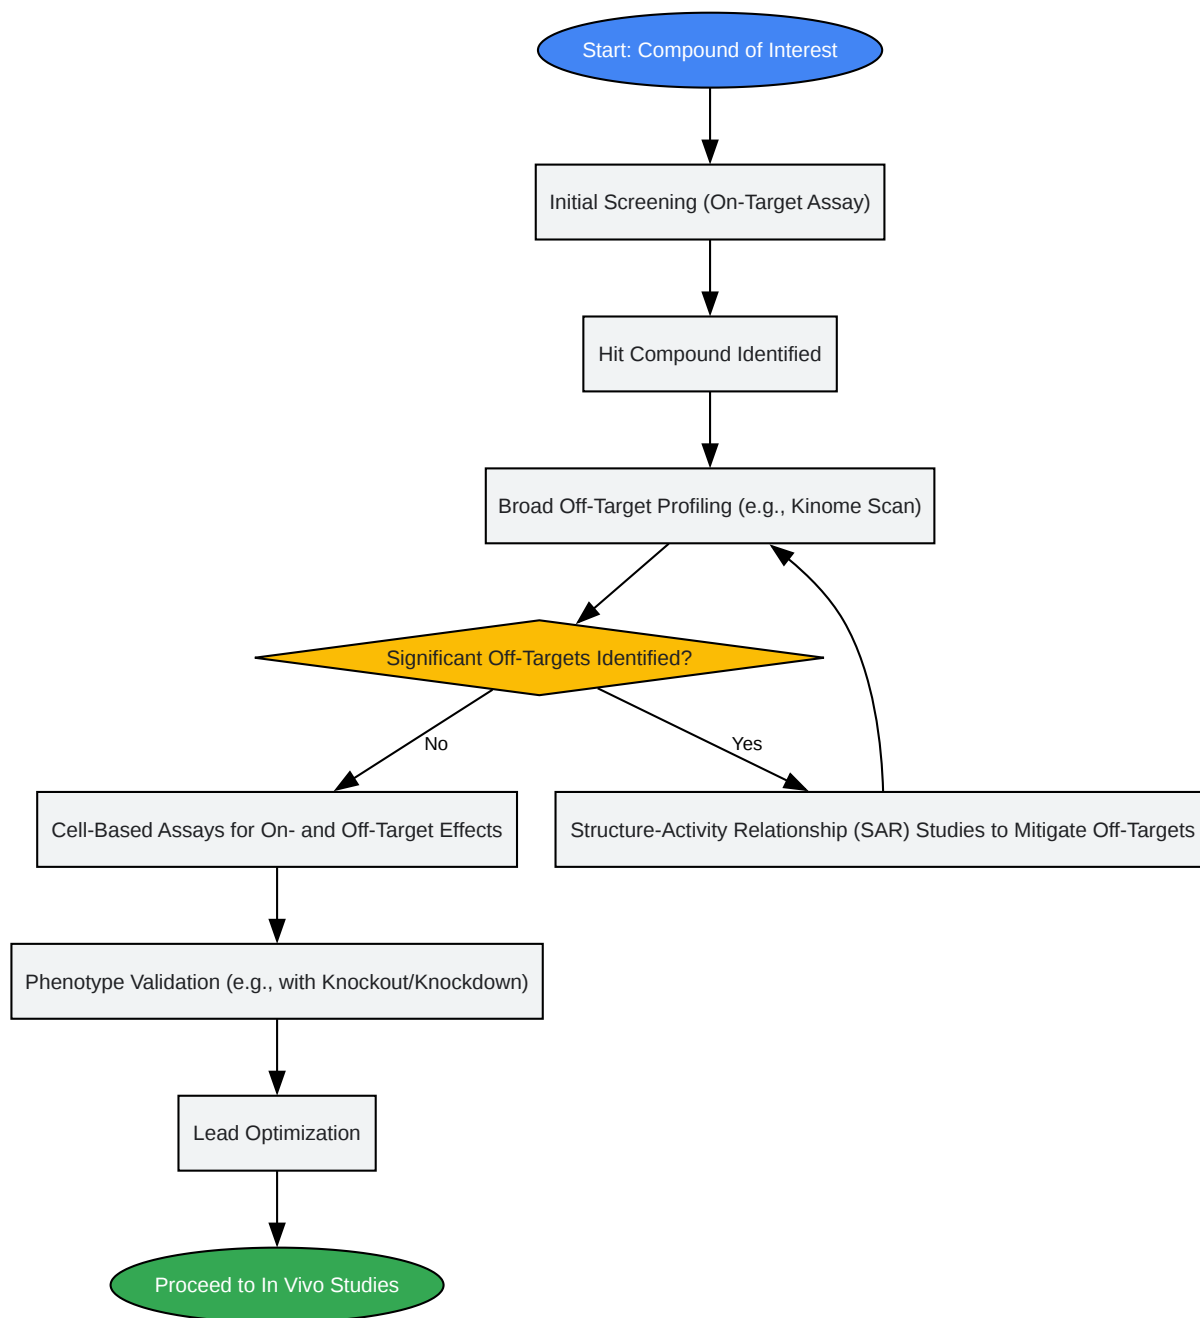 Start: Compound of Interest
Initial Screening (On-Target Assay)
Hit Compound Identified
Broad Off-Target Profiling (e.g., Kinome Scan)
Significant Off-Targets Identified?
No
Yes
Cell-Based Assays for On- and Off-Target Effects
Structure-Activity Relationship (SAR) Studies to Mitigate Off-Targets
Phenotype Validation (e.g., with Knockout/Knockdown)
Lead Optimization
Proceed to In Vivo Studies